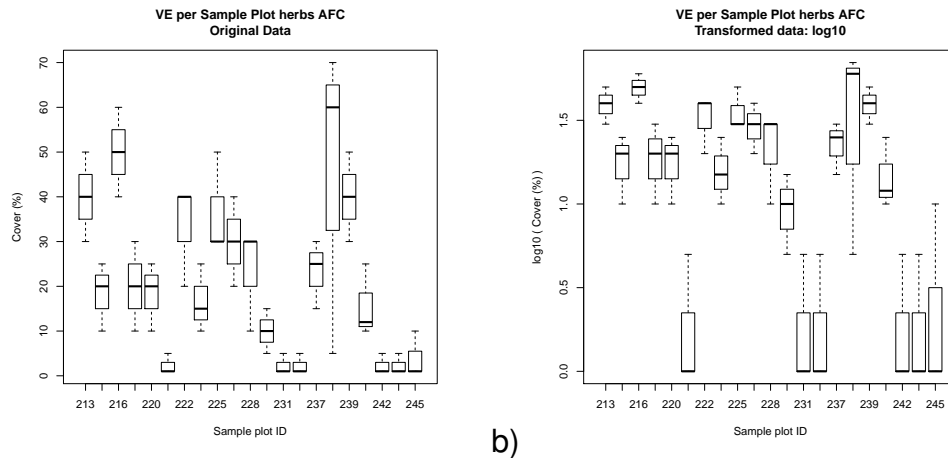 VE per Sample Plot herbs AFC
Original Data
70
60
50
40
30
20
10
0
Cover (%)
213 216 220 222 225 228 231 237 239 242 245
Sample plot ID
b)
VE per Sample Plot herbs AFC
Transformed data: log10
1.5
1.0
0.5
0.0
log10 ( Cover (%) )
213 216 220 222 225 228 231 237 239 242 245
Sample plot ID